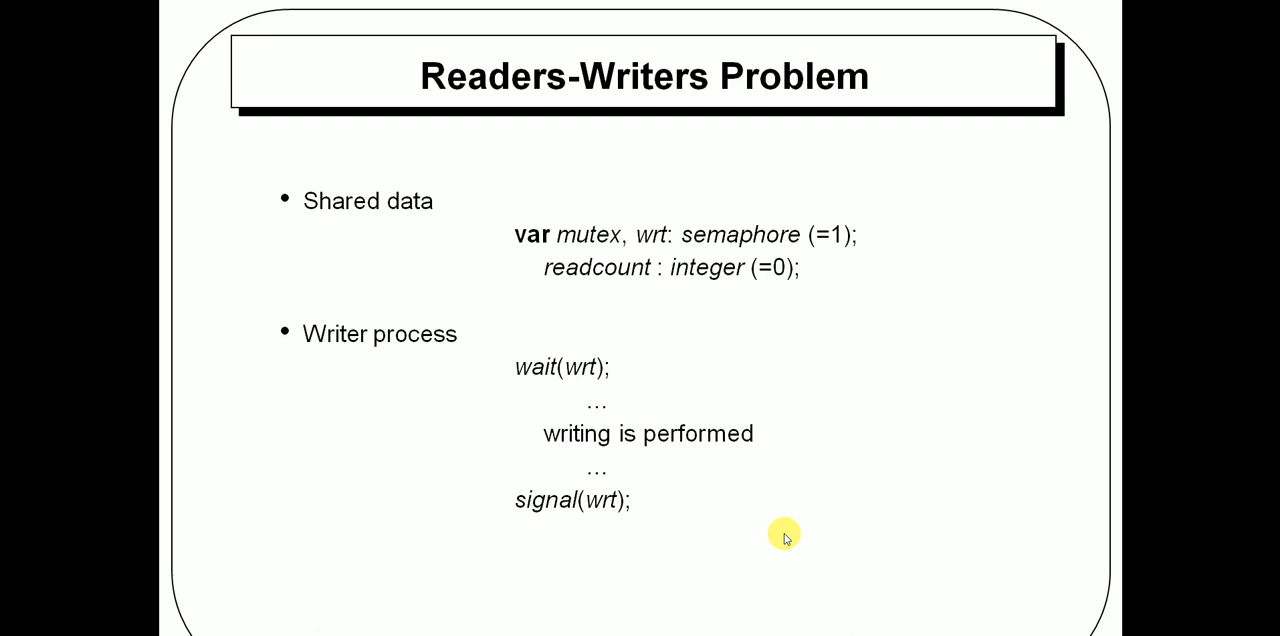 Readers-Writers Problem
• Shared data
var mutex, wrt: semaphore (=1);
readcount : integer (=0);
• Writer process
wait(wrt);
…
writing is performed
…
signal(wrt);